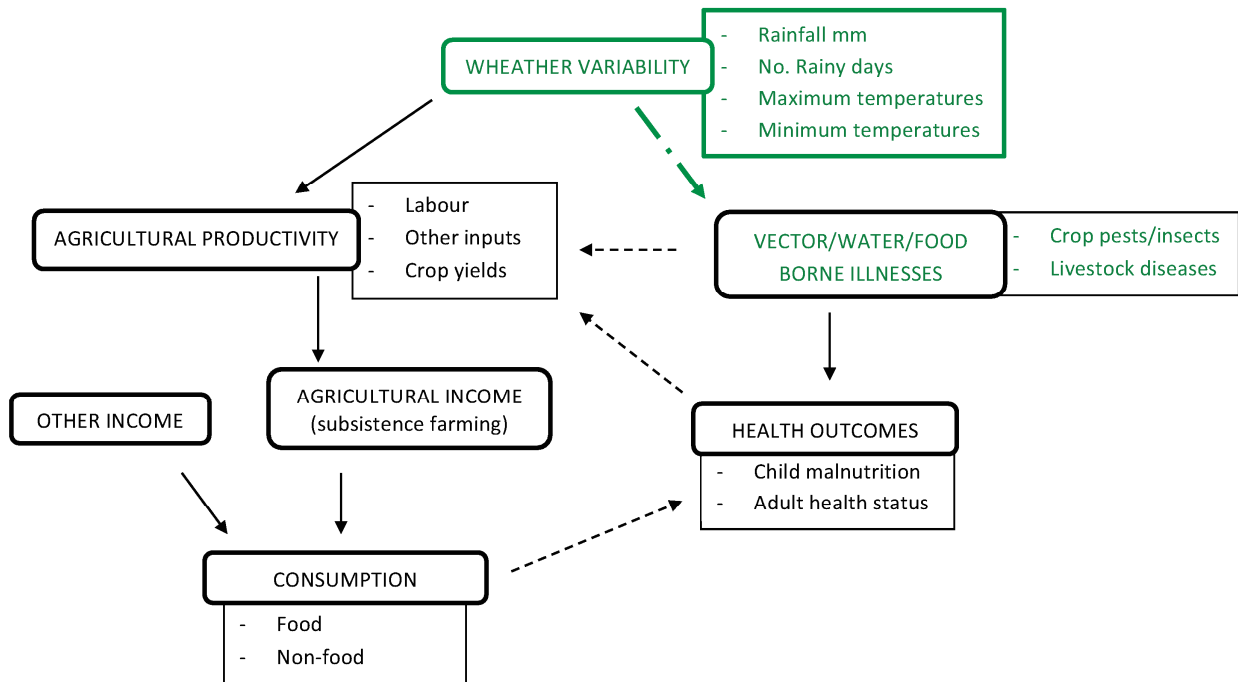 WHEATHER VARIABILITY
- Rainfall mm
- No. Rainy days
- Maximum temperatures
- Minimum temperatures
AGRICULTURAL PRODUCTIVITY
- Labour
- Other inputs
- Crop yields
VECTOR/WATER/FOOD
BORNE ILLNESSES
- Crop pests/insects
- Livestock diseases
OTHER INCOME
AGRICULTURAL INCOME
(subsistence farming)
HEALTH OUTCOMES
- Child malnutrition
- Adult health status
CONSUMPTION
- Food
- Non-food